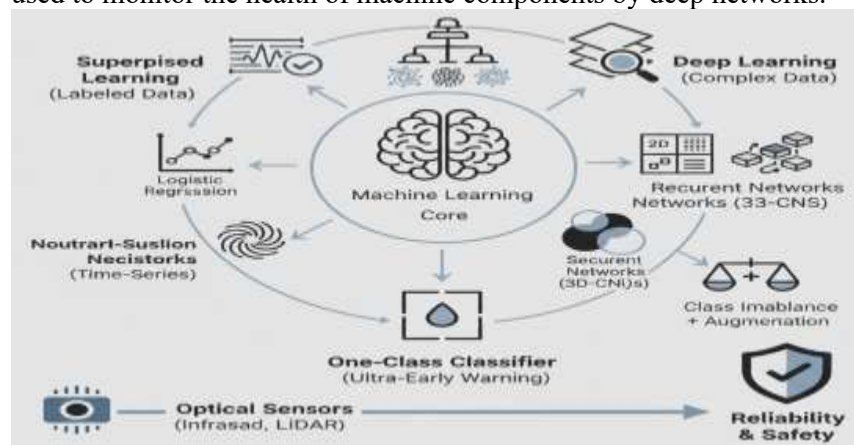 used to monitor the health of machine components by deep networks.
Superpised
Learning
(Labeled Data)
Deep Learning
(Complex Data)
Logistic
Regrssion
Machine Learning
Core
2D
Recurent Networks
Networks (33-CNS)
Noutrarl-Suslion
Necistorks
(Time-Series)
Securent
Networks
(3D-CNi)s)
Class Imablance
+ Augmenation
One-Class Classifier
(Ultra-Early Warning)
Optical Sensors
(Infrasad, LiDAR)
Reliability
& Safety